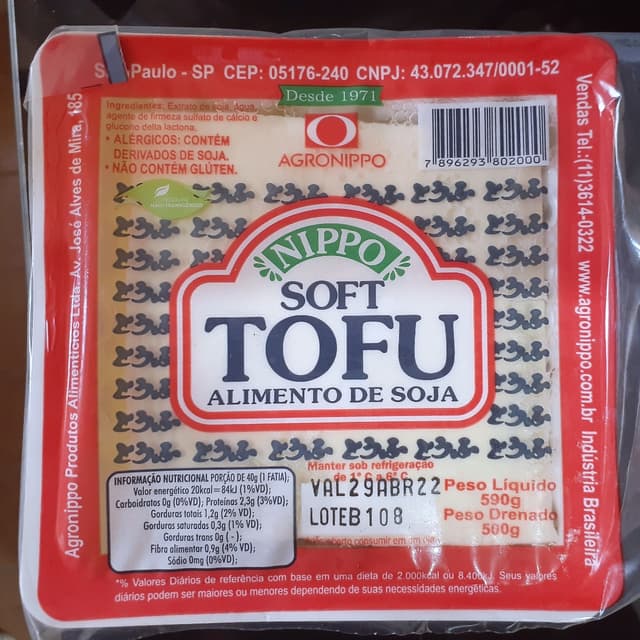 São Paulo - SP CEP: 05176-240 CNPJ: 43.072.347/0001-52
Desde 1971
Ingredientes: Extrato de soja, água,
agente de firmeza sulfato de cálcio e
glucono della lactona.
• ALÉRGICOS: CONTÉM
DERIVADOS DE SOJA.
• NÃO CONTÉM GLÚTEN.
AGRONIPPO
7 896293 802000
NIPPO
SOFT
TOFU
ALIMENTO DE SOJA
Agronippo Produtos Alimentícios Ltda. Av. José Alves de Mira, 185
Vendas Tel.:(11)3614-0322 www.agronippo.com.br Indústria Brasileira
INFORMAÇÃO NUTRICIONAL PORÇÃO DE 40g (1 FATIA):
Valor energético 20kcal=84kJ (1%VD);
Carboidratos 0g (0%VD); Proteínas 2,3g (3%VD);
Gorduras totais 1,2g (2% VD);
Gorduras saturadas 0,3g (1% VD);
Gorduras trans 0g ( - );
Fibra alimentar 0,9g (4% VD);
Sódio 0mg (0%VD);
Manter sob refrigeração
de 1° C a 6° C
VAL29ABR22
LOTEB108
consumir em
Peso Líquido
590g
Peso Drenado
500g
*% Valores Diários de referência com base em uma dieta de 2.000kcal ou 8.400kJ. Seus valores
diários podem ser maiores ou menores dependendo de suas necessidades energéticas.